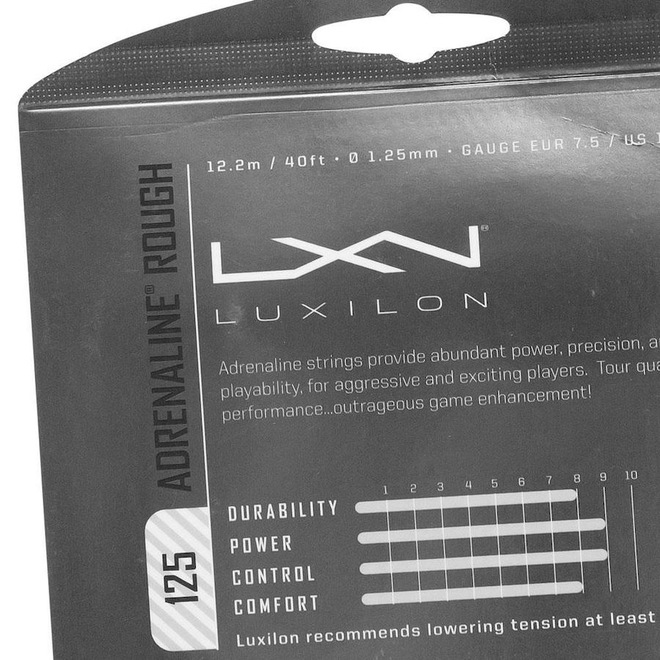 12.2m / 40ft • Ø 1.25mm • GAUGE EUR 7.5 / US
ADRENALINE® ROUGH
LXN®
LUXILON
Adrenaline strings provide abundant power, precision,
playability, for aggressive and exciting players. Tour
performance...outrageous game enhancement!
1 2 3 4 5 6 7 8 9 10
DURABILITY
POWER
CONTROL
COMFORT
125
Luxilon recommends lowering tension at least